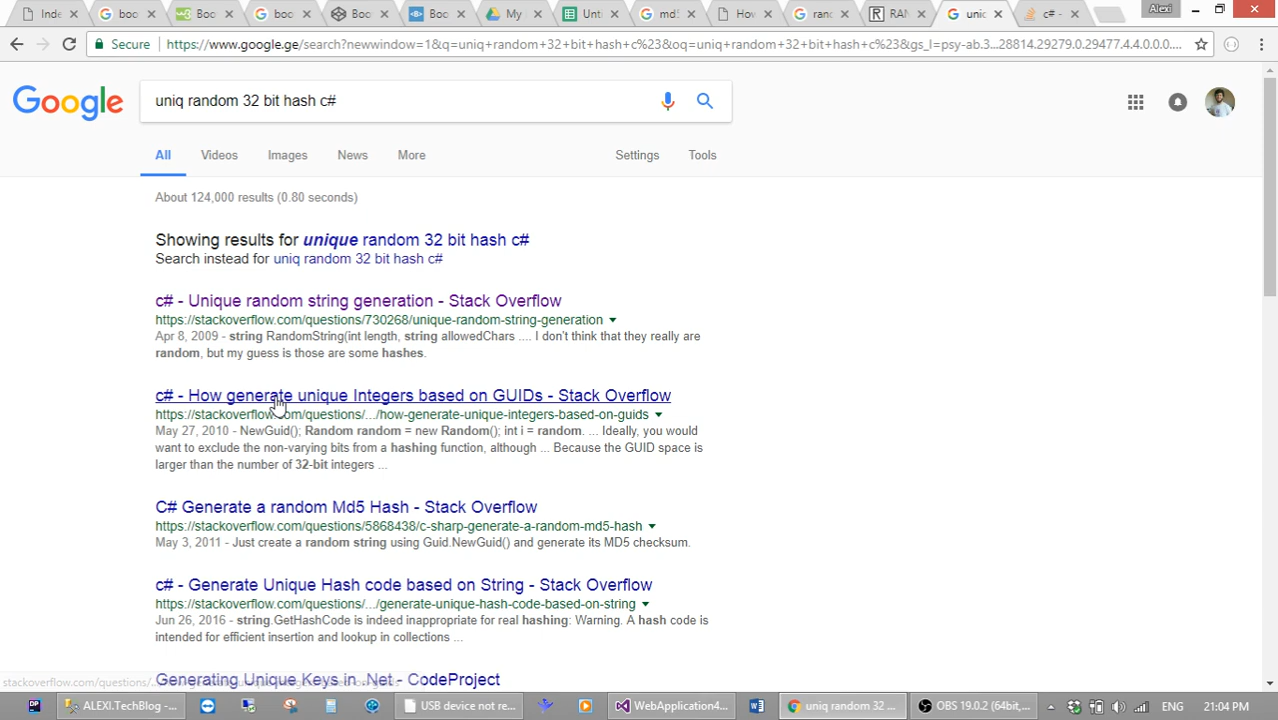 Inde
boo
Boo
boo
Boo
Boo
My
Unti
md5
How
ran
RAN
uni
c# -
Alexi
Secure
https://www.google.ge/search?newwindow=1&q=uniq+random+32+bit+hash+c%23&oq=uniq+random+32+bit+hash+c%23&gs_l=psy-ab.3...28814.29279.0.29477.4.4.0.0.0....
Google
uniq random 32 bit hash c#
All Videos Images News More Settings Tools
About 124,000 results (0.80 seconds)
Showing results for unique random 32 bit hash c#
Search instead for uniq random 32 bit hash c#
c# - Unique random string generation - Stack Overflow
https://stackoverflow.com/questions/730268/unique-random-string-generation
Apr 8, 2009 - string RandomString(int length, string allowedChars .... I don't think that they really are
random, but my guess is those are some hashes.
c# - How generate unique Integers based on GUIDs - Stack Overflow
https://stackoverflow.com/questions/.../how-generate-unique-integers-based-on-guids
May 27, 2010 - NewGuid(); Random random = new Random(); int i = random. ... Ideally, you would
want to exclude the non-varying bits from a hashing function, although ... Because the GUID space is
larger than the number of 32-bit integers ...
C# Generate a random Md5 Hash - Stack Overflow
https://stackoverflow.com/questions/5868438/c-sharp-generate-a-random-md5-hash
May 3, 2011 - Just create a random string using Guid.NewGuid() and generate its MD5 checksum.
c# - Generate Unique Hash code based on String - Stack Overflow
https://stackoverflow.com/questions/.../generate-unique-hash-code-based-on-string
Jun 26, 2016 - string.GetHashCode is indeed inappropriate for real hashing: Warning. A hash code is
intended for efficient insertion and lookup in collections ...
Generating Unique Keys in .Net - CodeProject
stackoverflow.com/questions/
ALEXI.TechBlog - ...
USB device not re...
WebApplication4...
uniq random 32 ...
OBS 19.0.2 (64bit,...
ENG
21:04 PM